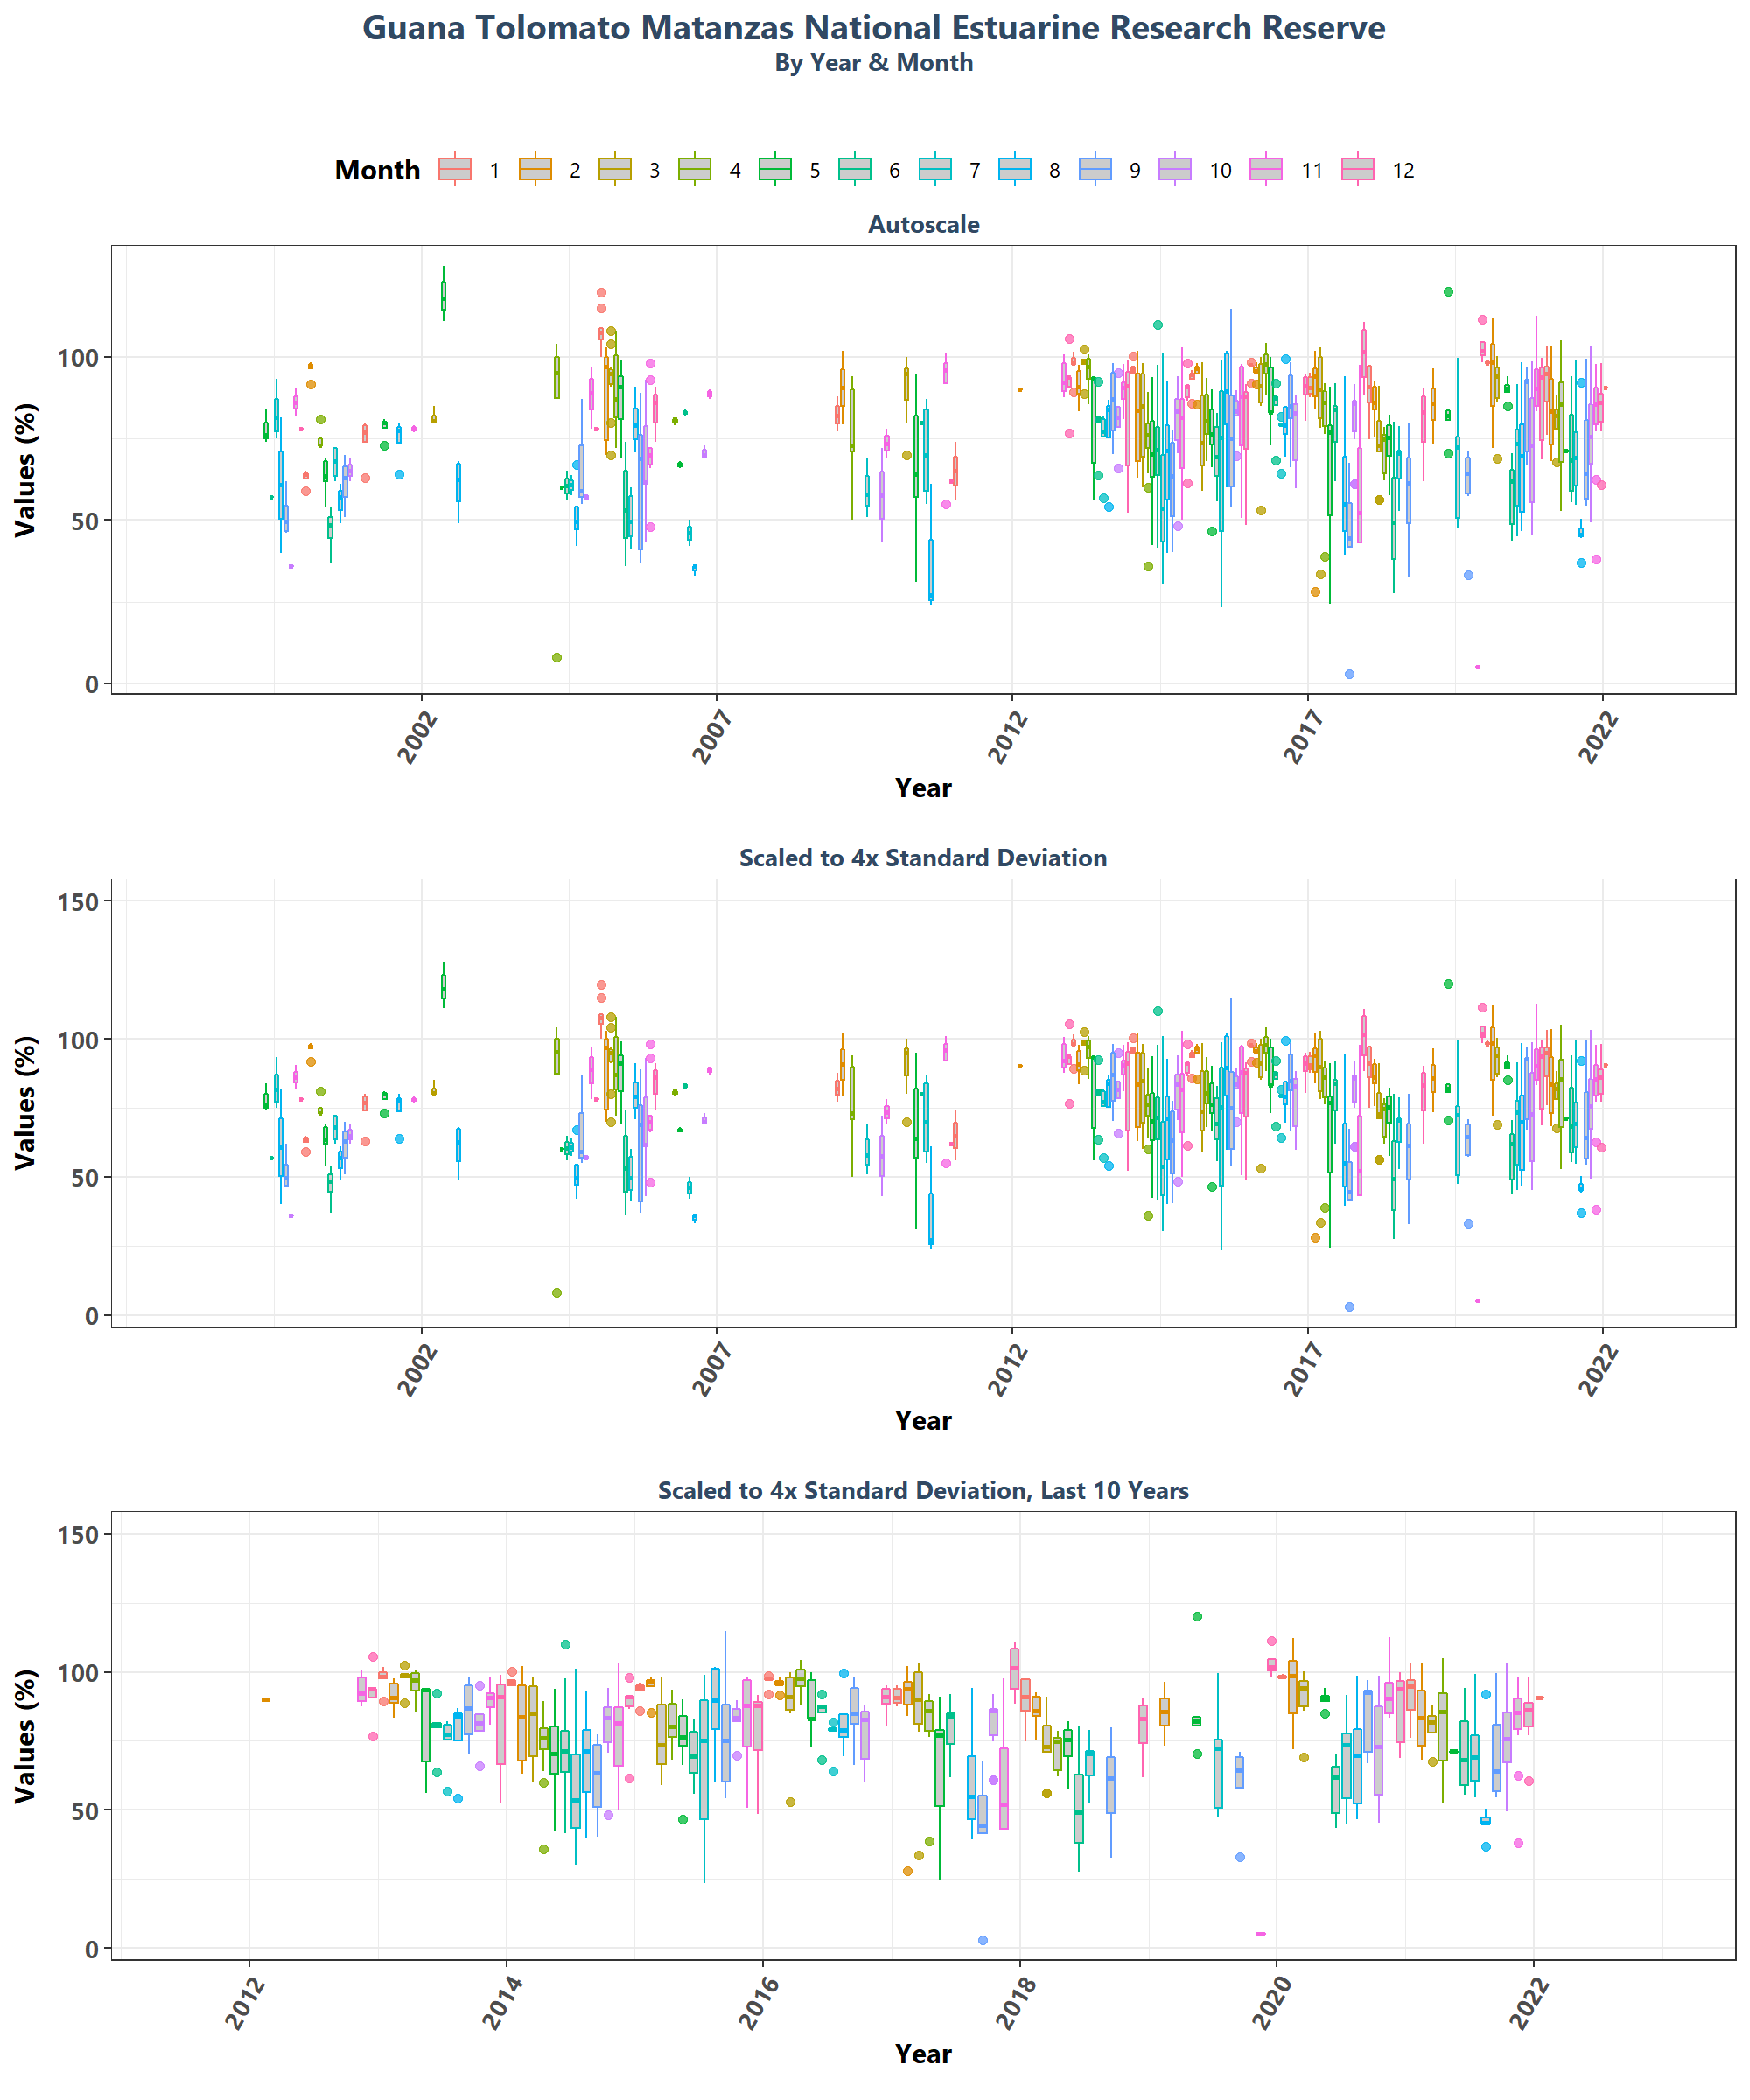 Guana Tolomato Matanzas National Estuarine Research Reserve
By Year & Month
Month 1 2 3 4 5 6 7 8 9 10 11 12
Autoscale
Values (%)
100
50
0
2002 2007 2012 2017 2022
Year
Scaled to 4x Standard Deviation
Values (%)
150
100
50
0
2002 2007 2012 2017 2022
Year
Scaled to 4x Standard Deviation, Last 10 Years
Values (%)
150
100
50
0
2012 2014 2016 2018 2020 2022
Year